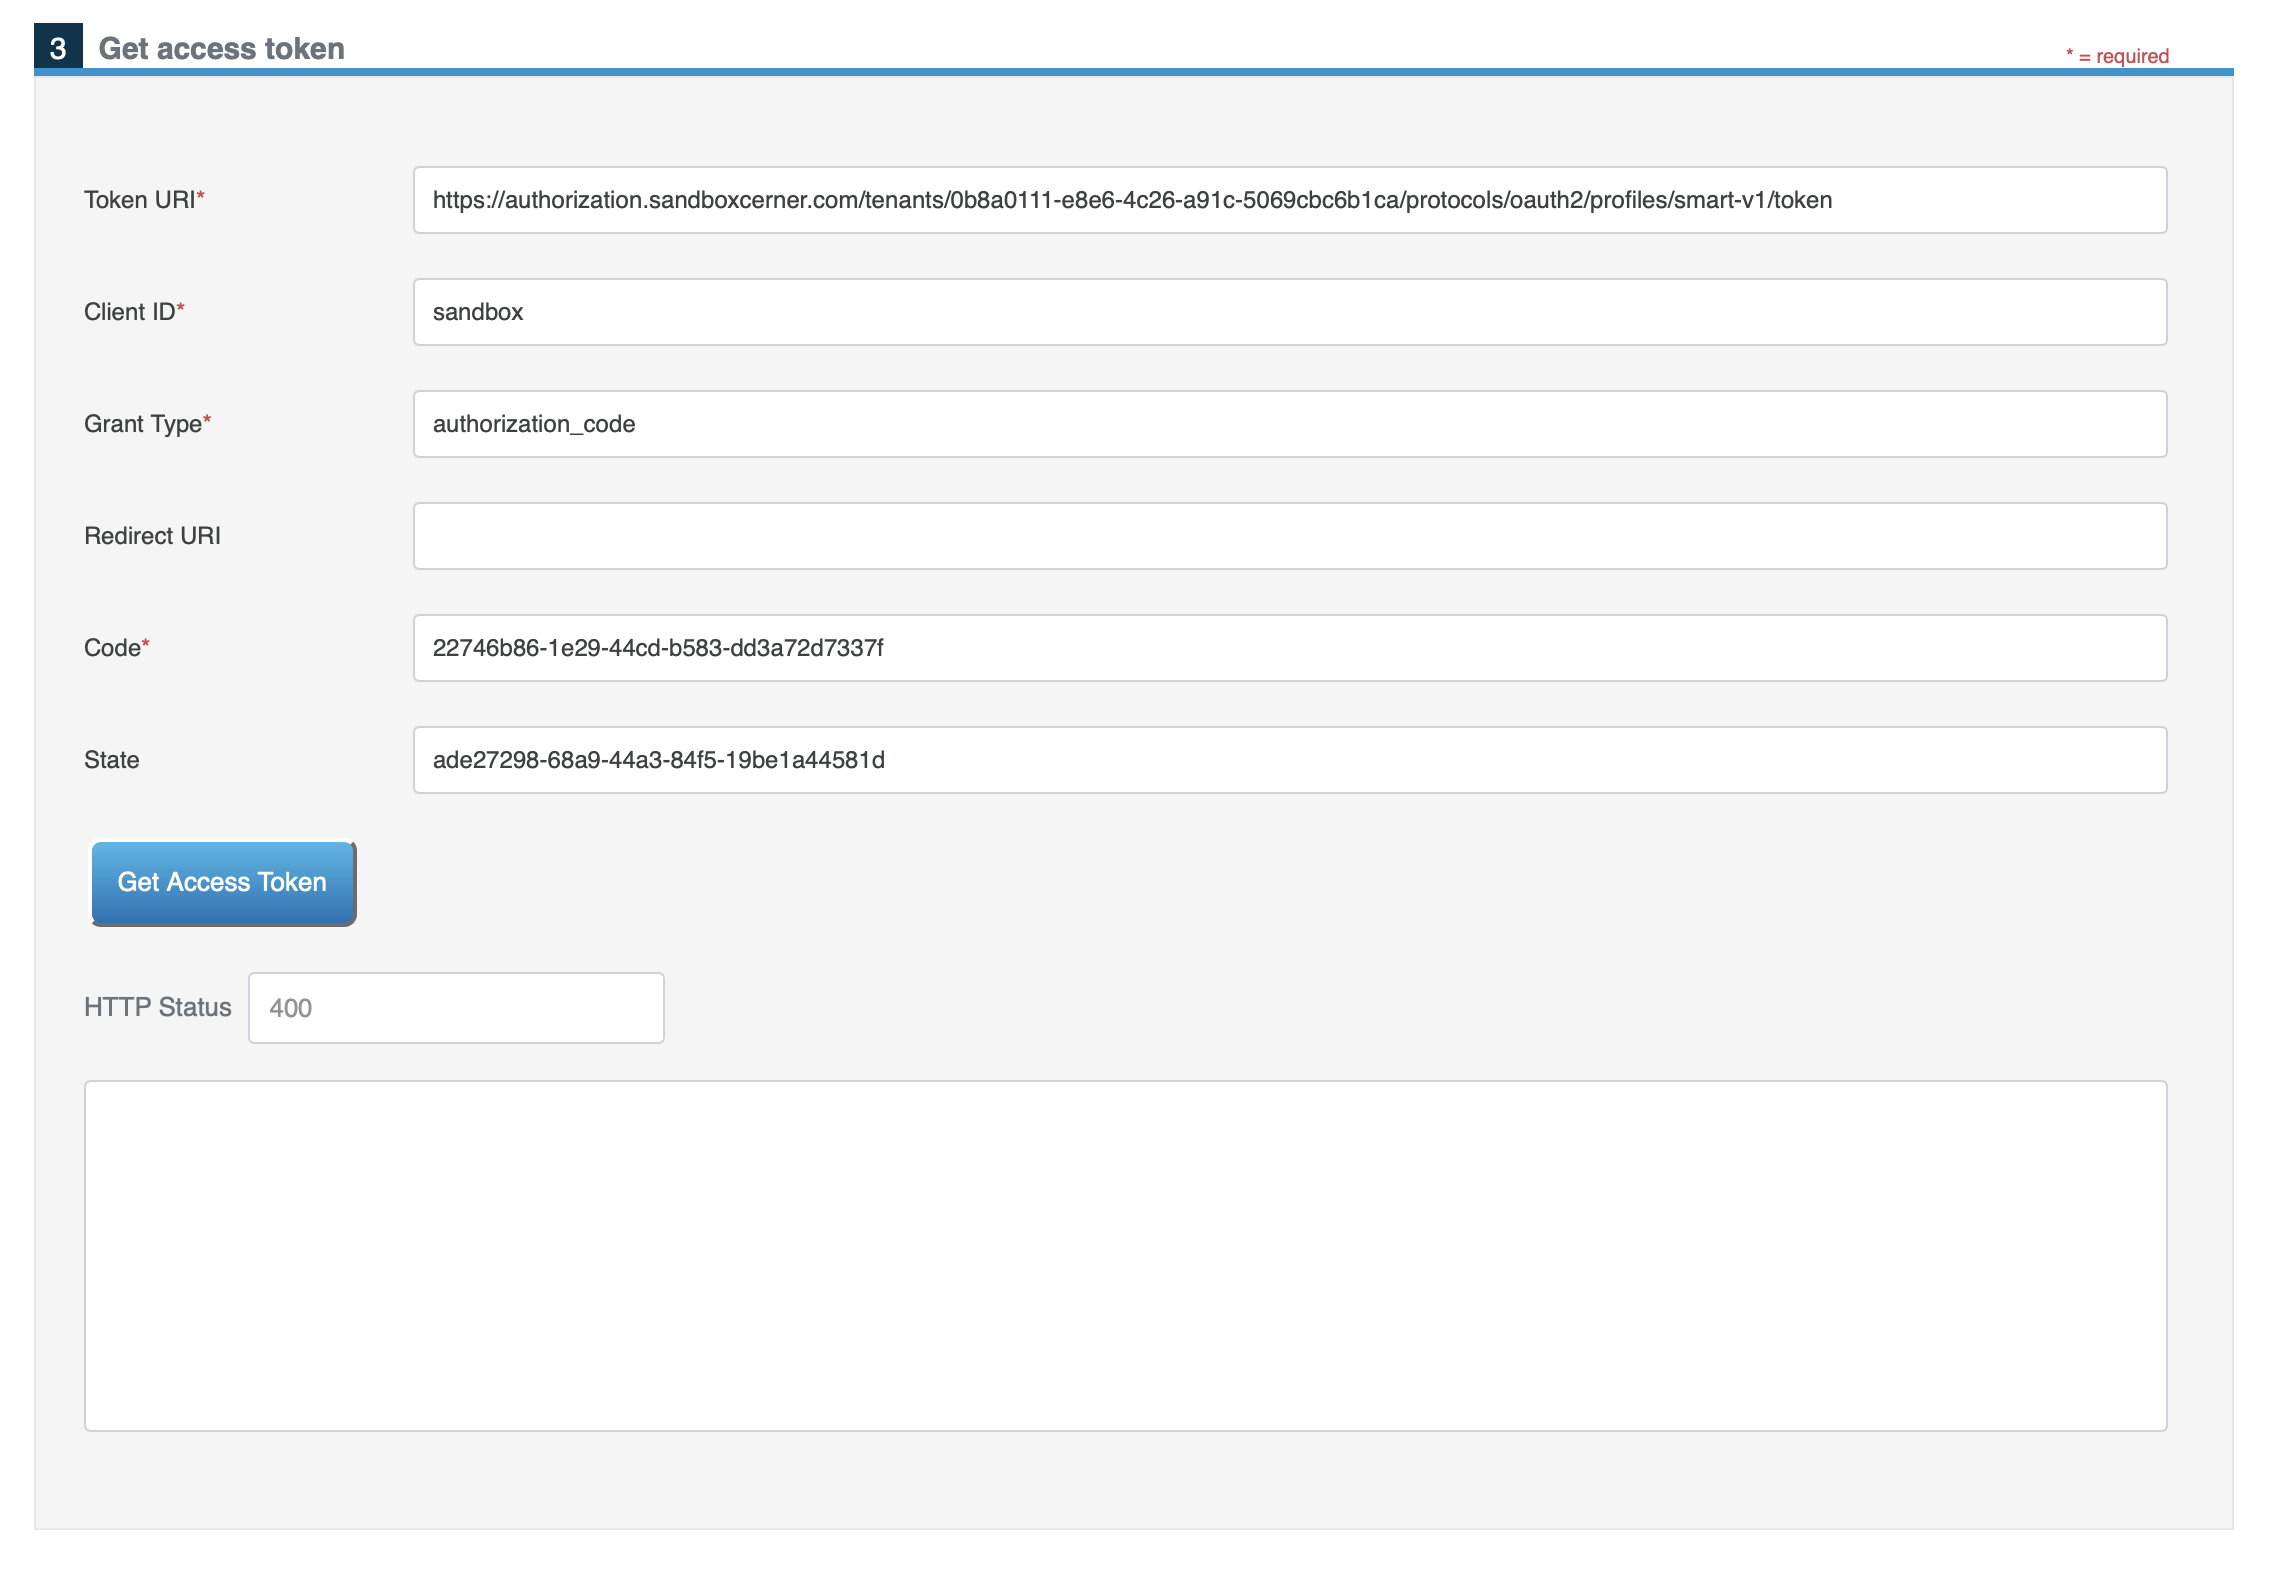 3 Get access token
* = required
Token URI* https://authorization.sandboxcerner.com/tenants/0b8a0111-e8e6-4c26-a91c-5069cbc6b1ca/protocols/oauth2/profiles/smart-v1/token
Client ID* sandbox
Grant Type* authorization_code
Redirect URI
Code* 22746b86-1e29-44cd-b583-dd3a72d7337f
State ade27298-68a9-44a3-84f5-19be1a44581d
Get Access Token
HTTP Status 400